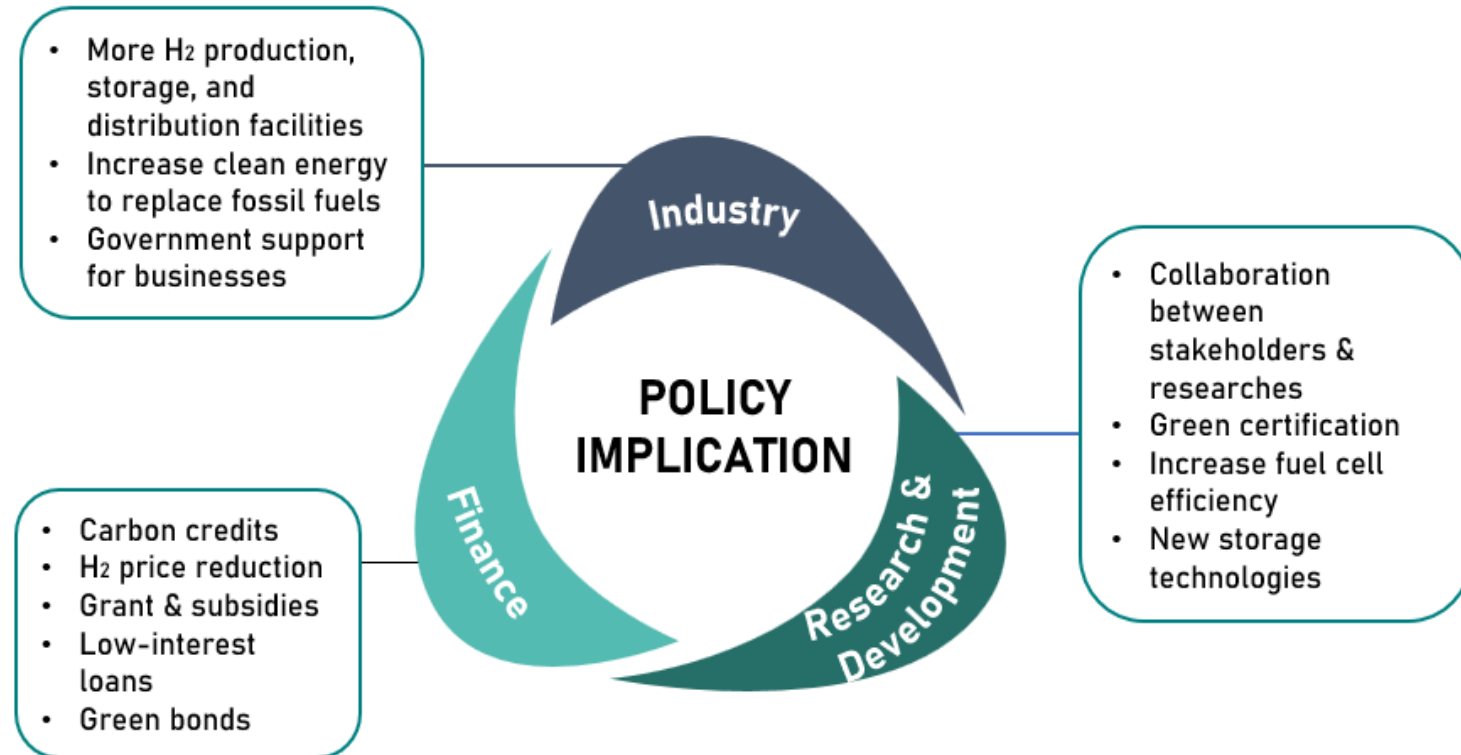 • More H₂ production,
storage, and
distribution facilities
• Increase clean energy
to replace fossil fuels
• Government support
for businesses
Industry
• Collaboration
between
stakeholders &
researches
• Green certification
• Increase fuel cell
efficiency
• New storage
technologies
POLICY
IMPLICATION
Finance
Research &
Development
• Carbon credits
• H₂ price reduction
• Grant & subsidies
• Low-interest
loans
• Green bonds